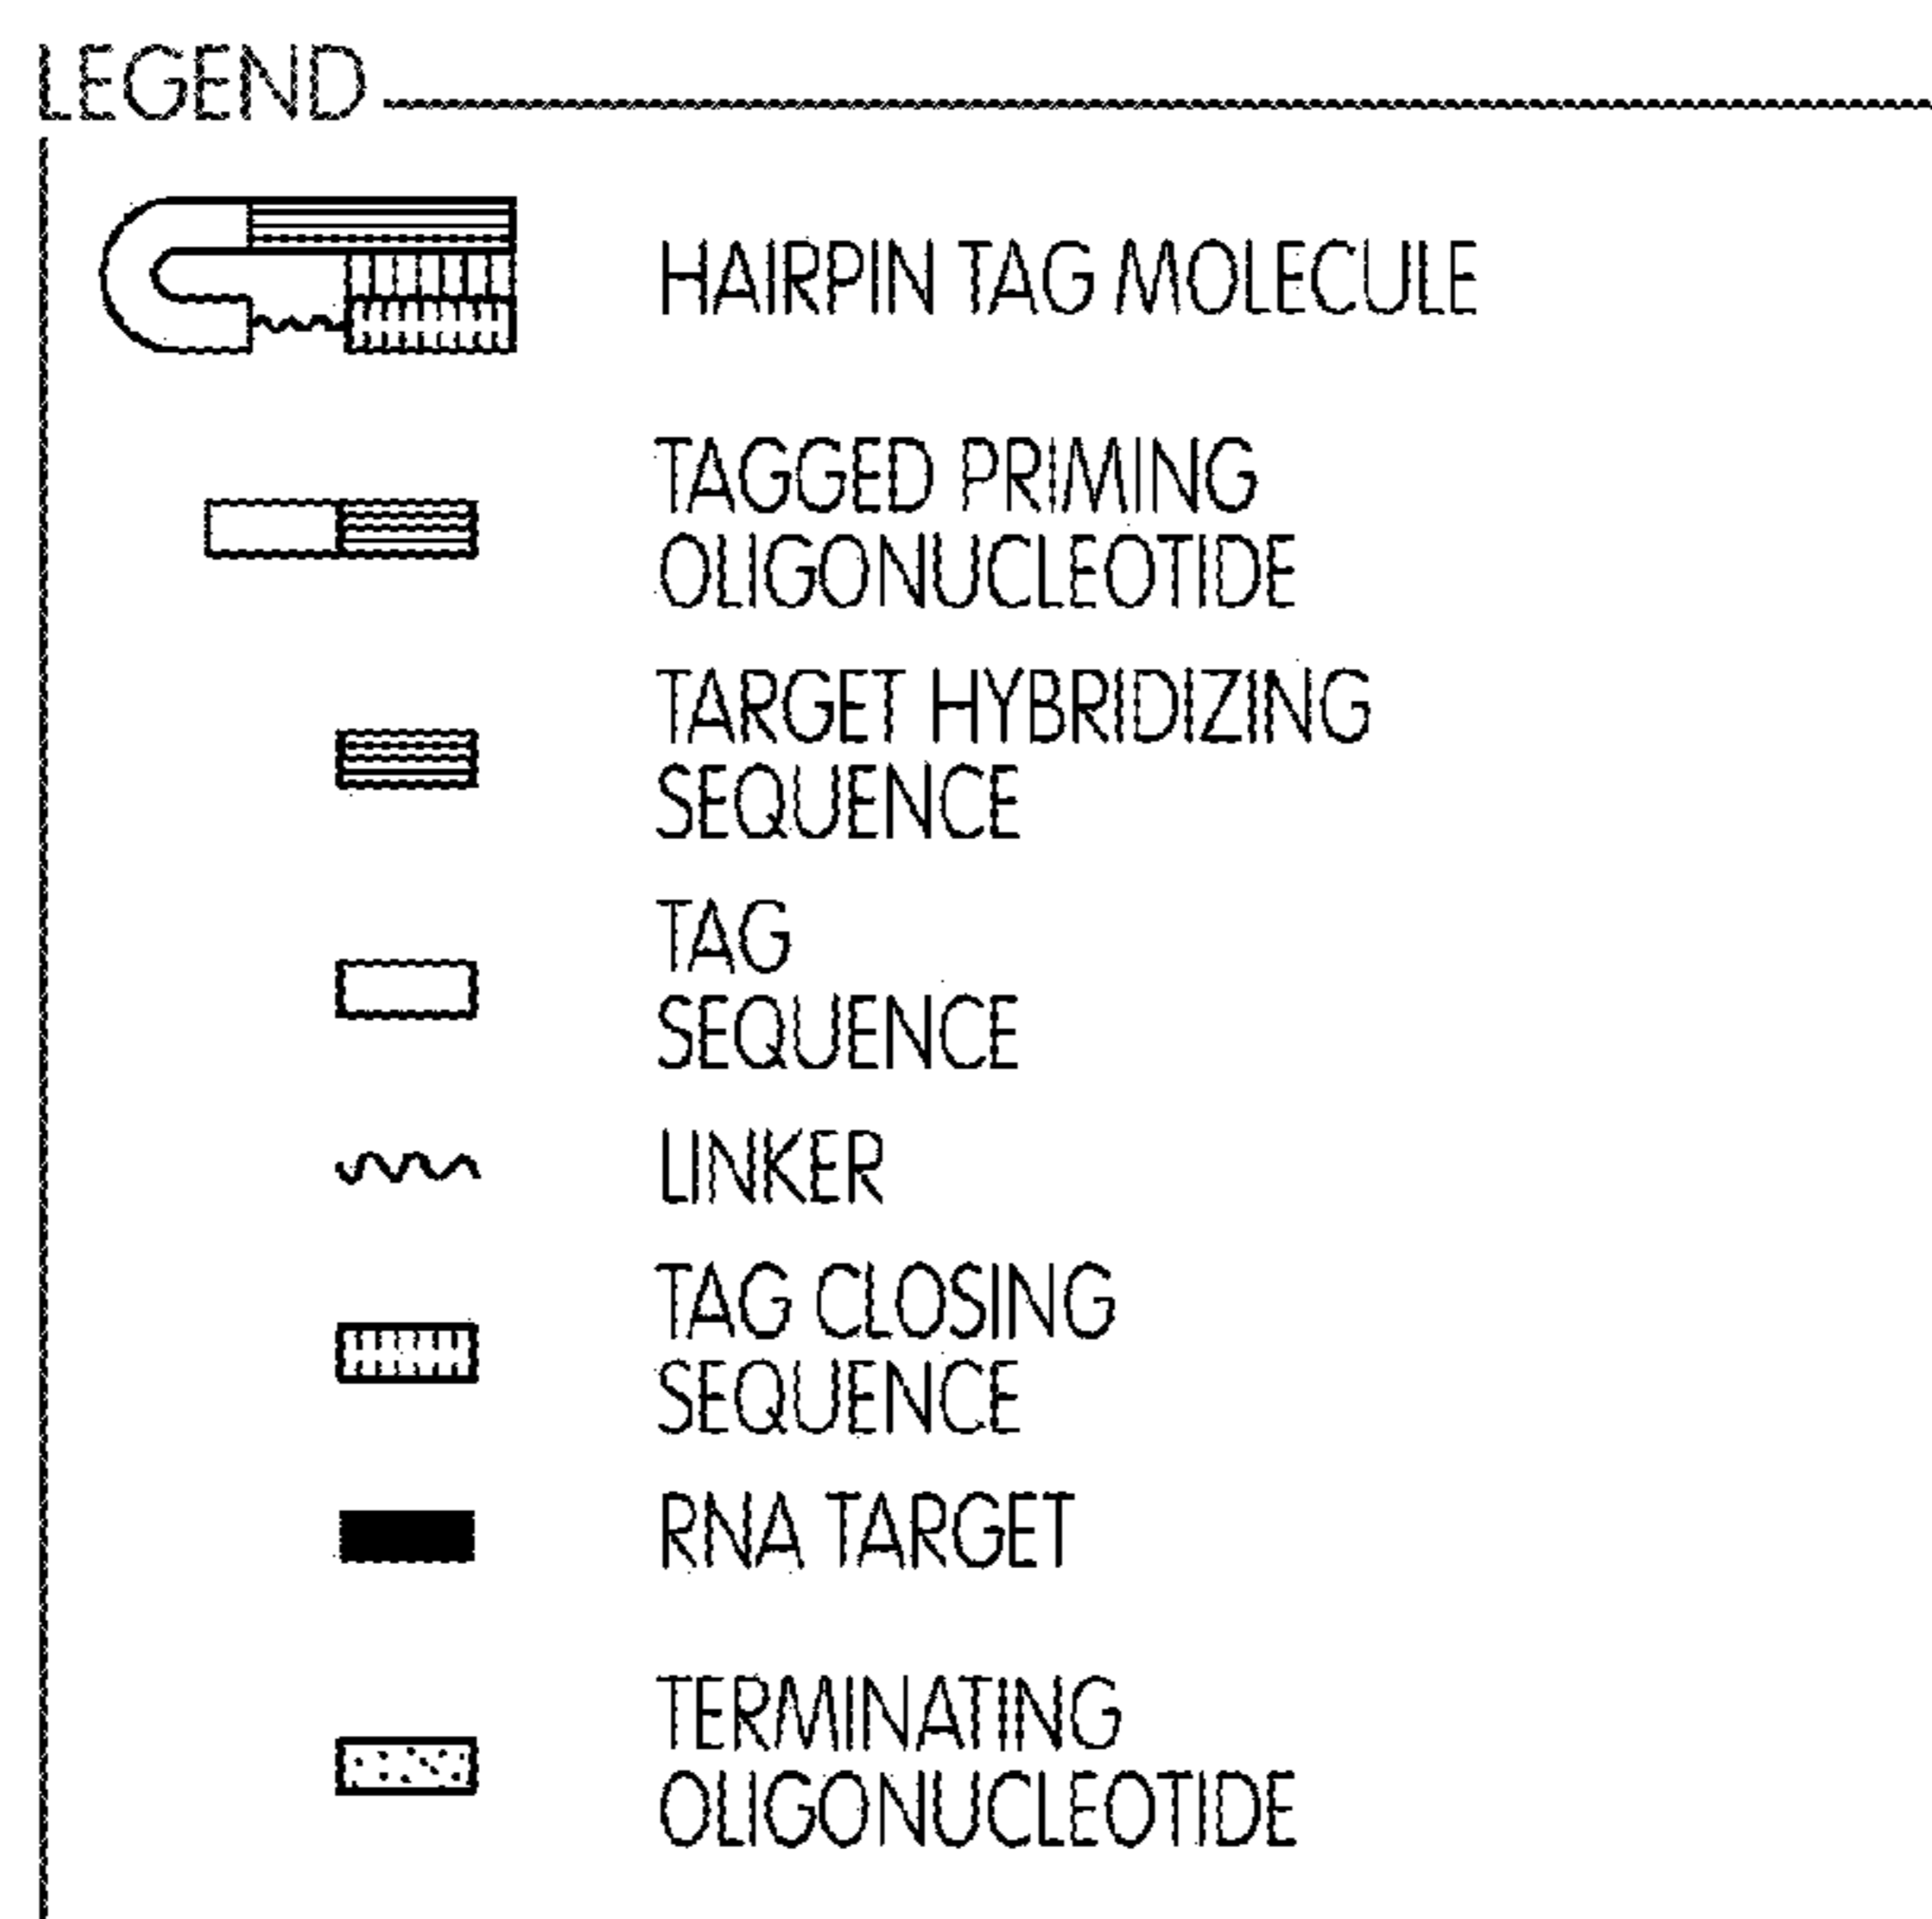 LEGEND
HAIRPIN TAG MOLECULE
TAGGED PRIMING
OLIGONUCLEOTIDE
TARGET HYBRIDIZING
SEQUENCE
TAG
SEQUENCE
LINKER
TAG CLOSING
SEQUENCE
RNA TARGET
TERMINATING
OLIGONUCLEOTIDE